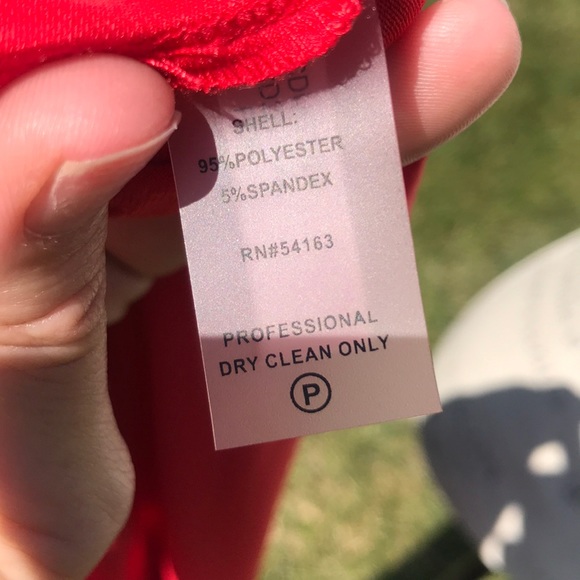 SHELL:
95%POLYESTER
5%SPANDEX
RN#54163
PROFESSIONAL
DRY CLEAN ONLY
P